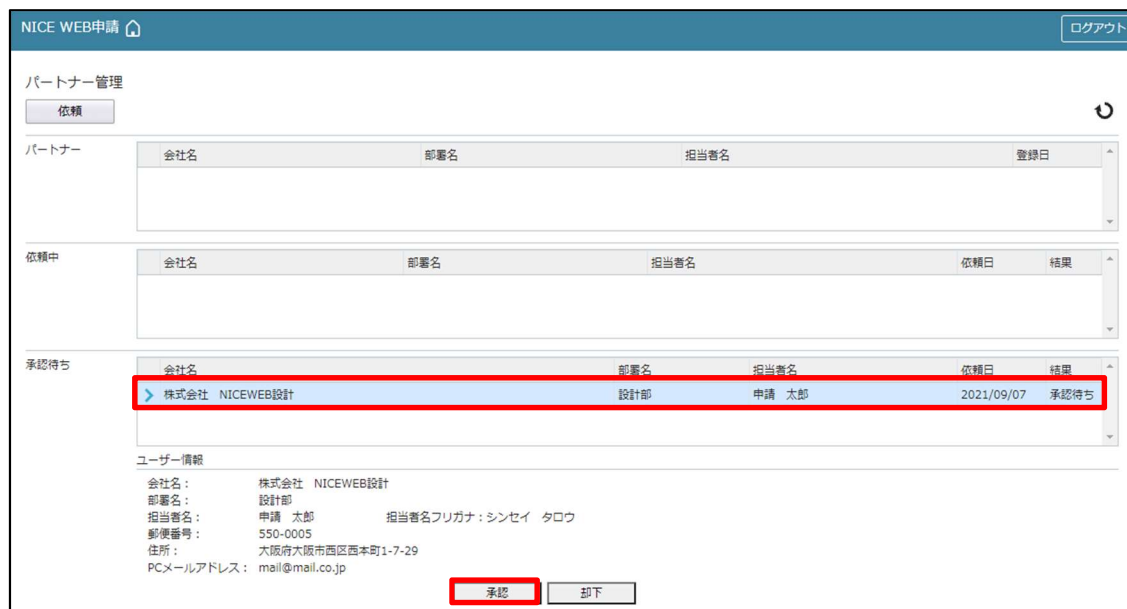 NICE WEB申請 ログアウト
パートナー管理
依頼
パートナー 会社名 部署名 担当者名 登録日
依頼中 会社名 部署名 担当者名 依頼日 結果
承認待ち 会社名 部署名 担当者名 依頼日 結果
株式会社 NICEWEB設計 設計部 申請 太郎 2021/09/07 承認待ち
ユーザー情報
会社名： 株式会社 NICEWEB設計
部署名： 設計部
担当者名： 申請 太郎 担当者名フリガナ：シンセイ タロウ
郵便番号： 550-0005
住所： 大阪府大阪市西区西本町1-7-29
PCメールアドレス： mail@mail.co.jp
承認 却下